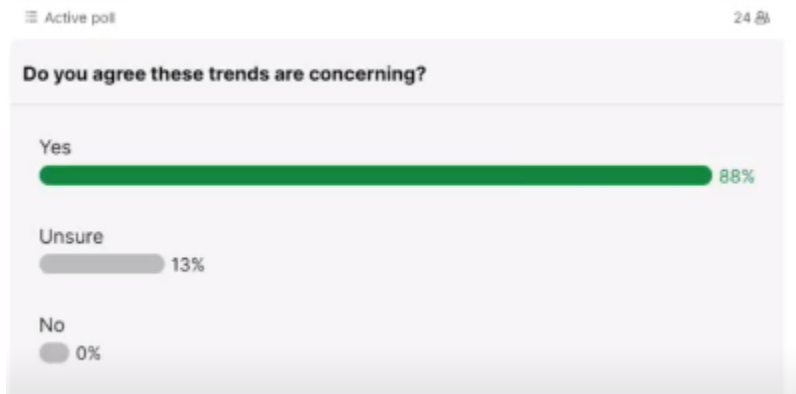 Active poll
24
Do you agree these trends are concerning?
Yes
88%
Unsure
13%
No
0%